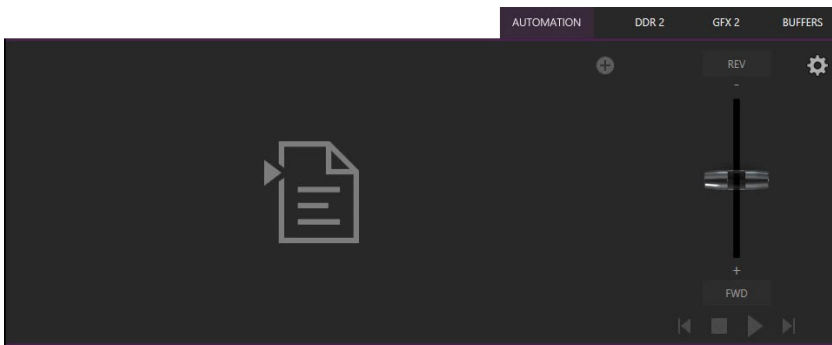 AUTOMATION DDR 2 GFX 2 BUFFERS
REV
-
+
FWD